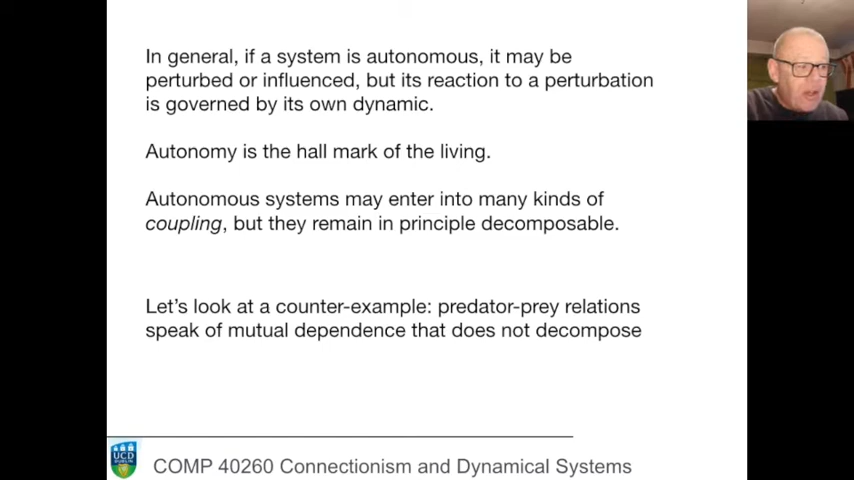 In general, if a system is autonomous, it may be
perturbed or influenced, but its reaction to a perturbation
is governed by its own dynamic.
Autonomy is the hall mark of the living.
Autonomous systems may enter into many kinds of
coupling, but they remain in principle decomposable.
Let's look at a counter-example: predator-prey relations
speak of mutual dependence that does not decompose
UCD
DUBLIN
COMP 40260 Connectionism and Dynamical Systems